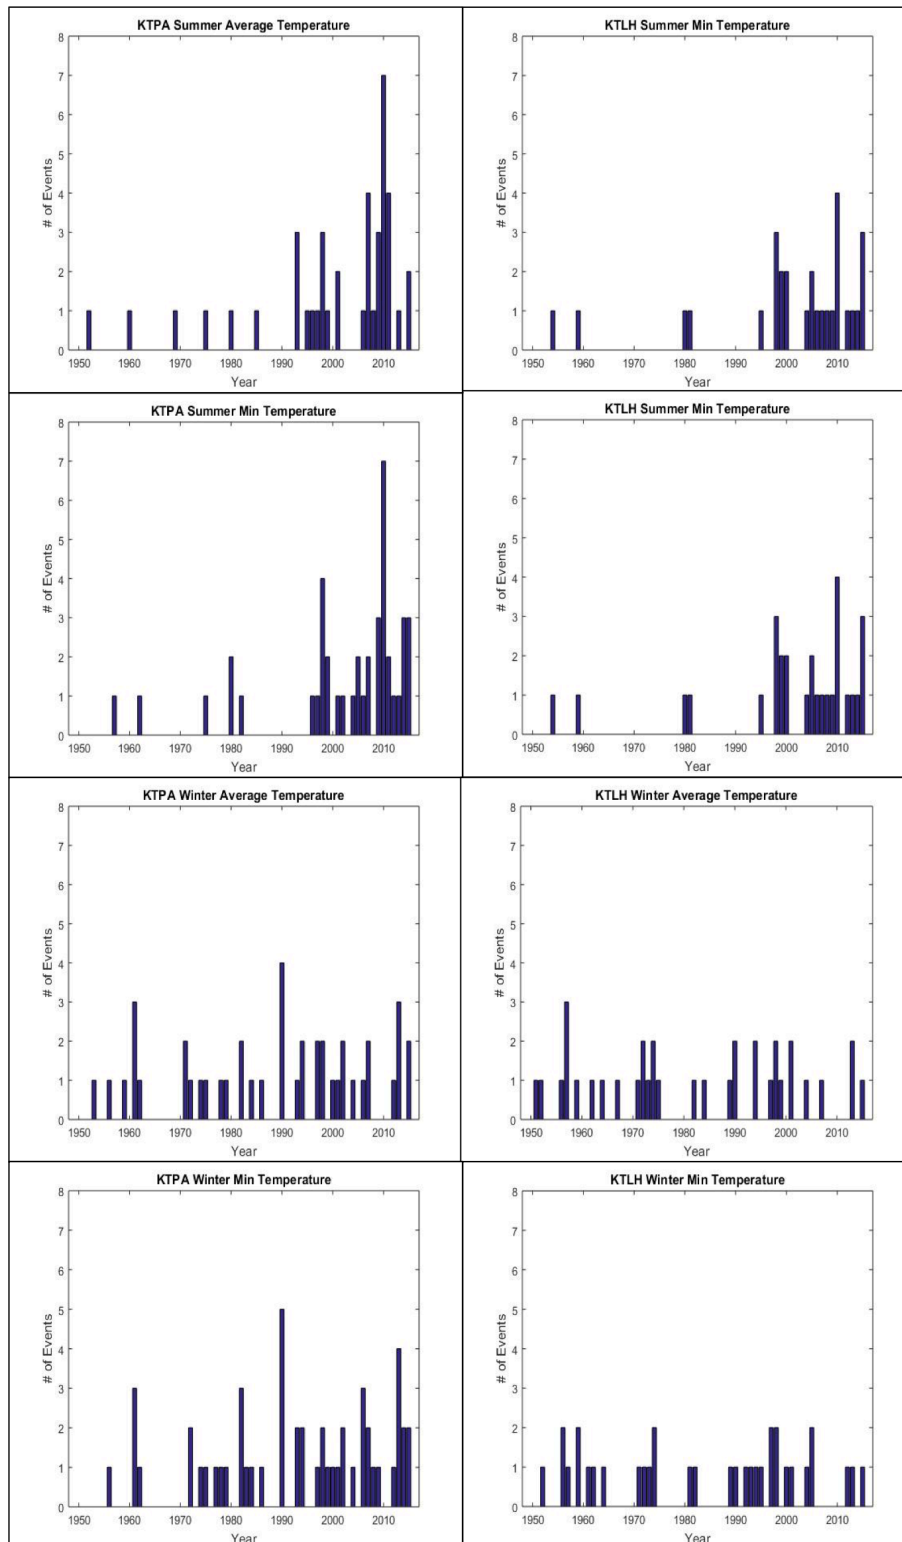 KTPA Summer Average Temperature
8
7
6
5
4
3
2
1
0
# of Events
1950 1960 1970 1980 1990 2000 2010
Year
KTLH Summer Min Temperature
8
7
6
5
4
3
2
1
0
# of Events
1950 1960 1970 1980 1990 2000 2010
Year
KTPA Summer Min Temperature
8
7
6
5
4
3
2
1
0
# of Events
1950 1960 1970 1980 1990 2000 2010
Year
KTLH Summer Min Temperature
8
7
6
5
4
3
2
1
0
# of Events
1950 1960 1970 1980 1990 2000 2010
Year
KTPA Winter Average Temperature
8
7
6
5
4
3
2
1
0
# of Events
1950 1960 1970 1980 1990 2000 2010
Year
KTLH Winter Average Temperature
8
7
6
5
4
3
2
1
0
# of Events
1950 1960 1970 1980 1990 2000 2010
Year
KTPA Winter Min Temperature
8
7
6
5
4
3
2
1
0
# of Events
1950 1960 1970 1980 1990 2000 2010
Year
KTLH Winter Min Temperature
8
7
6
5
4
3
2
1
0
# of Events
1950 1960 1970 1980 1990 2000 2010
Year